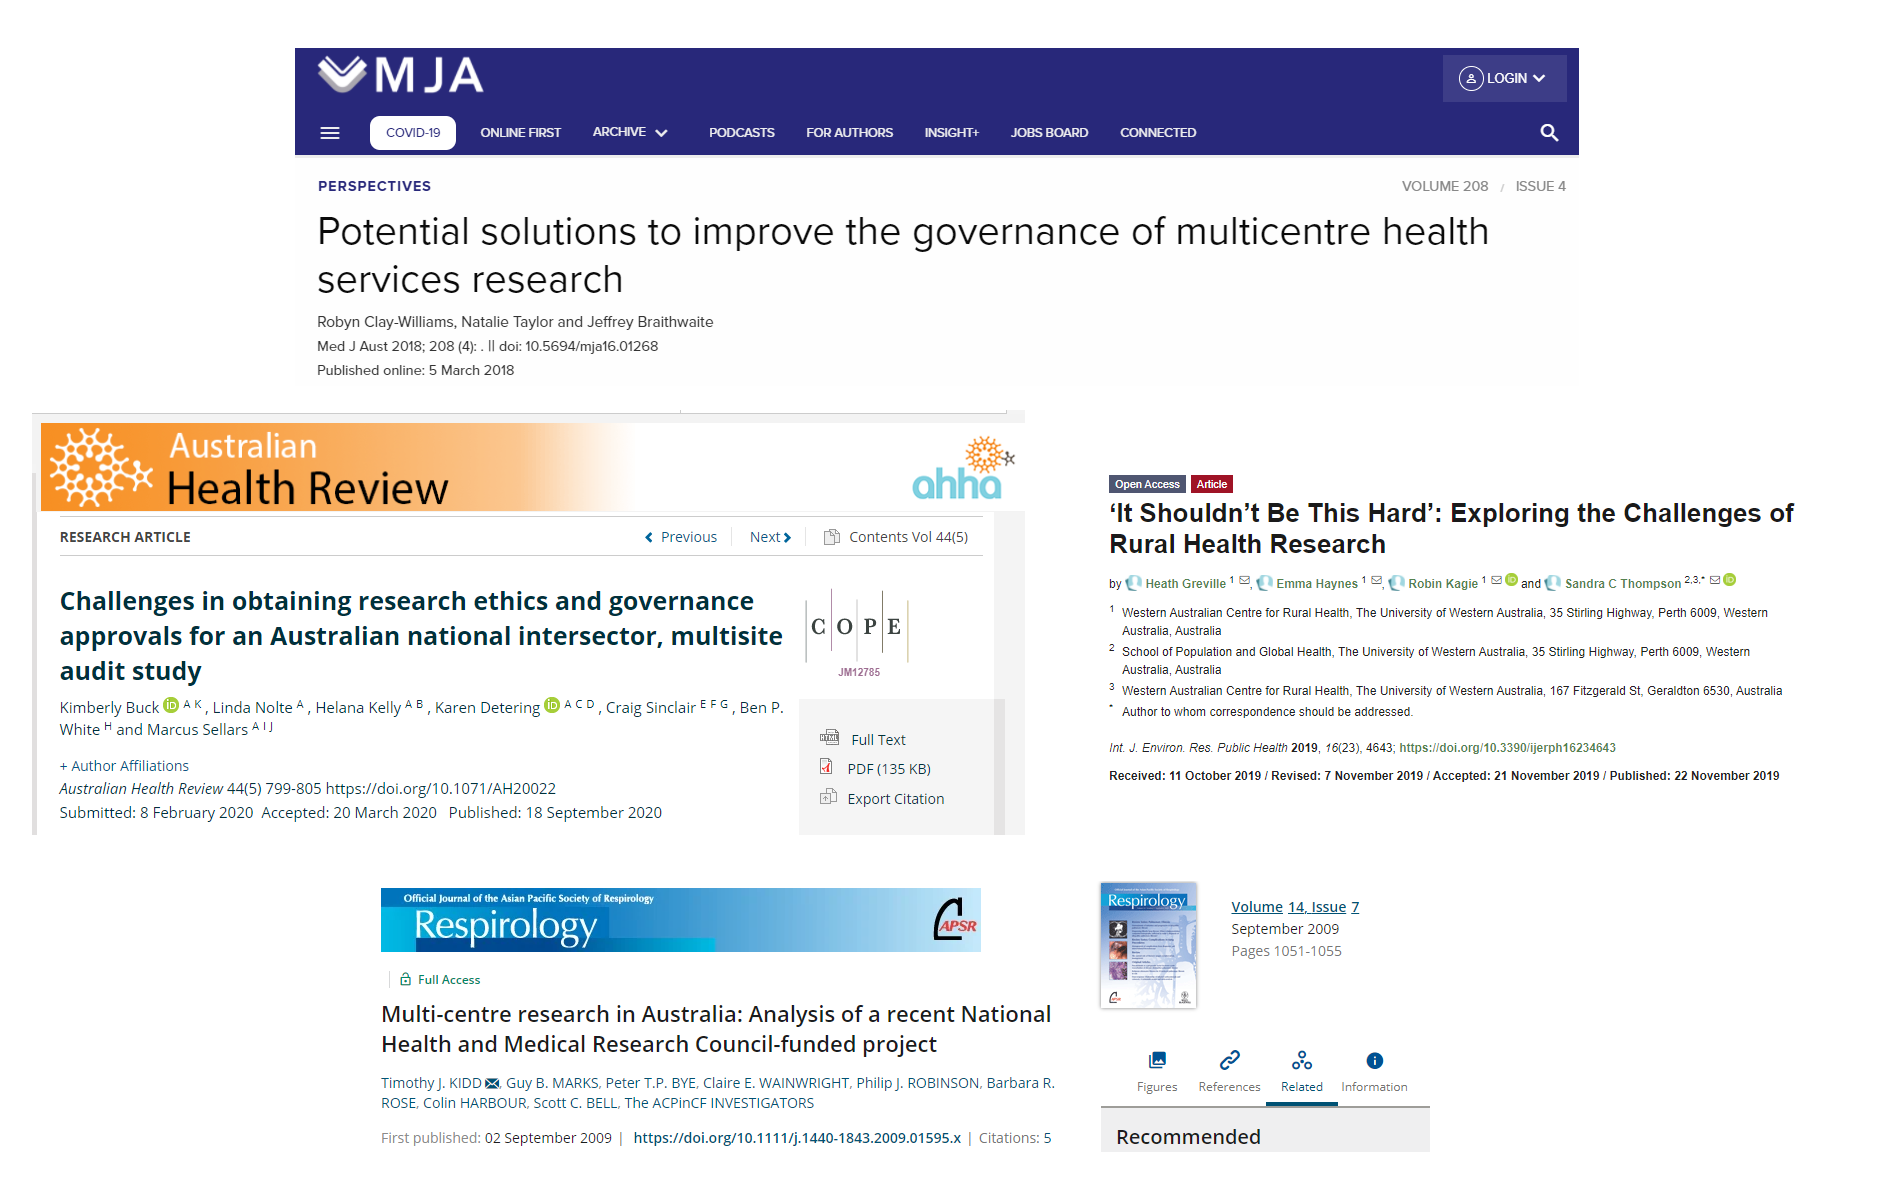 MJA
LOGIN
COVID-19 ONLINE FIRST ARCHIVE PODCASTS FOR AUTHORS INSIGHT+ JOBS BOARD CONNECTED
PERSPECTIVES
VOLUME 208 / ISSUE 4
Potential solutions to improve the governance of multicentre health
services research
Robyn Clay-Williams, Natalie Taylor and Jeffrey Braithwaite
Med J Aust 2018; 208 (4): . || doi: 10.5694/mja16.01268
Published online: 5 March 2018
Australian
Health Review
ahha
RESEARCH ARTICLE
Previous Next Contents Vol 44(5)
Challenges in obtaining research ethics and governance
approvals for an Australian national intersector, multisite
audit study
Kimberly Buck iD A K , Linda Nolte A , Helana Kelly A B , Karen Detering iD A C D , Craig Sinclair E F G , Ben P.
White H and Marcus Sellars A I J
+ Author Affiliations
Australian Health Review 44(5) 799-805 https://doi.org/10.1071/AH20022
Submitted: 8 February 2020 Accepted: 20 March 2020 Published: 18 September 2020
COPE
JM12785
Full Text
PDF (135 KB)
Export Citation
Open Access Article
‘It Shouldn’t Be This Hard’: Exploring the Challenges of
Rural Health Research
by Heath Greville 1, Emma Haynes 1, Robin Kagie 1 iD and Sandra C Thompson 2,3,* iD
1 Western Australian Centre for Rural Health, The University of Western Australia, 35 Stirling Highway, Perth 6009, Western
Australia, Australia
2 School of Population and Global Health, The University of Western Australia, 35 Stirling Highway, Perth 6009, Western
Australia, Australia
3 Western Australian Centre for Rural Health, The University of Western Australia, 167 Fitzgerald St, Geraldton 6530, Australia
* Author to whom correspondence should be addressed.
Int. J. Environ. Res. Public Health 2019, 16(23), 4643; https://doi.org/10.3390/ijerph16234643
Received: 11 October 2019 / Revised: 7 November 2019 / Accepted: 21 November 2019 / Published: 22 November 2019
Official Journal of the Asian Pacific Society of Respirology
Respirology
APSR
Full Access
Multi-centre research in Australia: Analysis of a recent National
Health and Medical Research Council-funded project
Timothy J. KIDD, Guy B. MARKS, Peter T.P. BYE, Claire E. WAINWRIGHT, Philip J. ROBINSON, Barbara R.
ROSE, Colin HARBOUR, Scott C. BELL, The ACPinCF INVESTIGATORS
First published: 02 September 2009 | https://doi.org/10.1111/j.1440-1843.2009.01595.x | Citations: 5
Respirology
Volume 14, Issue 7
September 2009
Pages 1051-1055
Figures References Related Information
Recommended